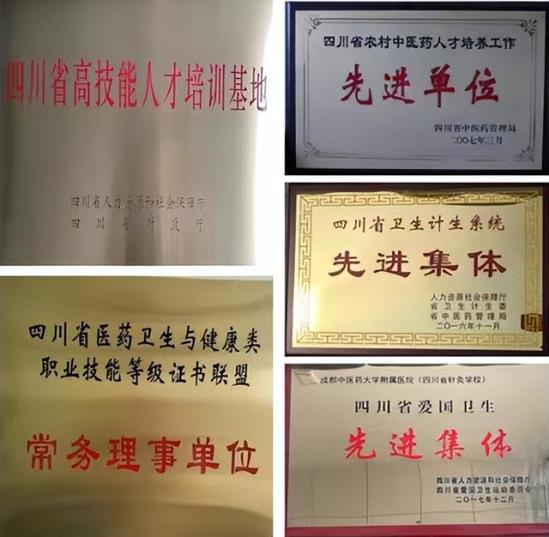 四川省高技能人才培训基地
四川省人力资源和社会保障厅
四川省财政厅
四川省农村中医药人才培养工作
先进单位
四川省中医药管理局
二〇〇七年三月
四川省卫生计生系统
先进集体
人力资源社会保障厅
省卫生计生委
省中医药管理局
二〇一六年十一月
四川省医药卫生与健康类
职业技能等级证书联盟
常务理事单位
成都中医药大学附属医院(四川省针灸学校)
四川省爱国卫生
先进集体
四川省人力资源和社会保障厅
四川省爱国卫生运动委员会
二〇一七年十二月